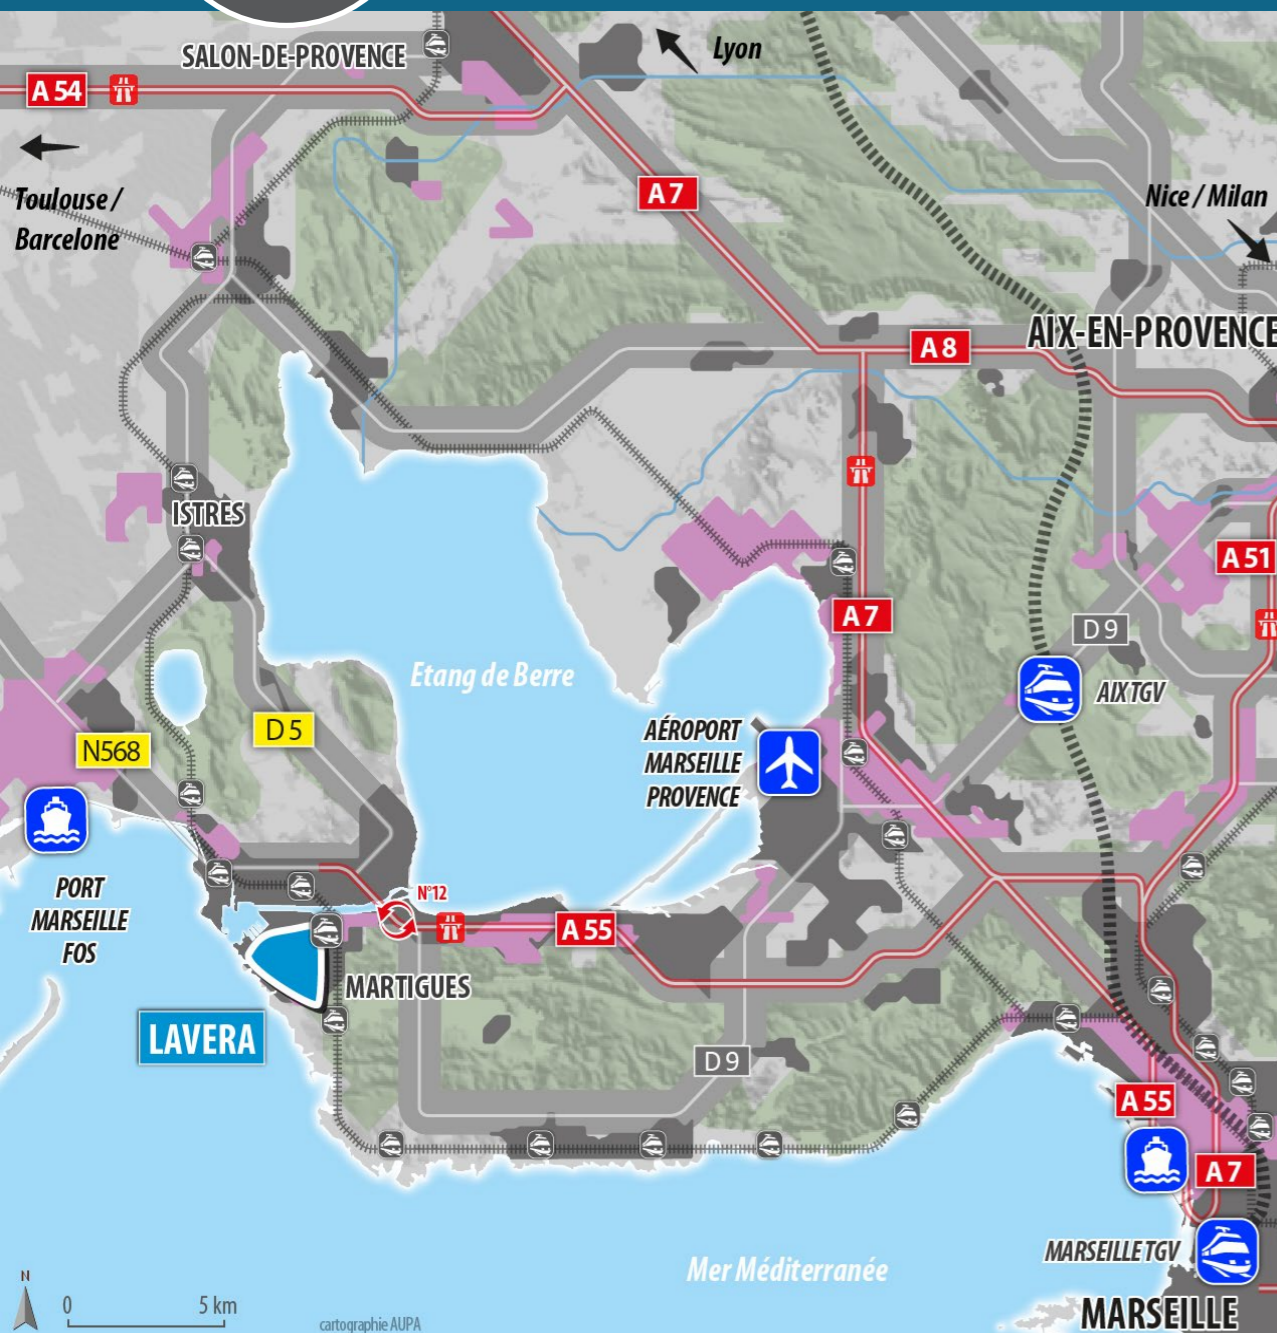 SALON-DE-PROVENCE
Lyon
A 54
A 7
Nice / Milan
Toulouse /
Barcelone
A 8
AIX-EN-PROVENCE
ISTRES
A 51
A 7
D 9
Etang de Berre
AIX TGV
D 5
N568
AÉROPORT
MARSEILLE
PROVENCE
PORT
MARSEILLE
FOS
N°12
A 55
MARTIGUES
LAVERA
D 9
A 55
A 7
MARSEILLE TGV
Mer Méditerranée
N
0 5 km
cartographie AUPA
MARSEILLE